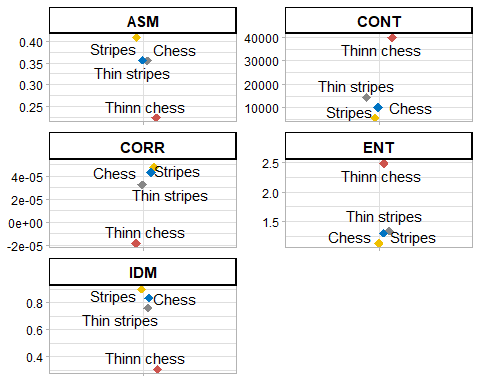 ASM
0.40
0.35
0.30
0.25
Stripes
Chess
Thin stripes
Thinn chess
CONT
40000
30000
20000
10000
Thinn chess
Thin stripes
Stripes
Chess
CORR
4e-05
2e-05
0e+00
-2e-05
Chess
Stripes
Thin stripes
Thinn chess
ENT
2.5
2.0
1.5
Thinn chess
Thin stripes
Chess
Stripes
IDM
0.8
0.6
0.4
Stripes
Chess
Thin stripes
Thinn chess